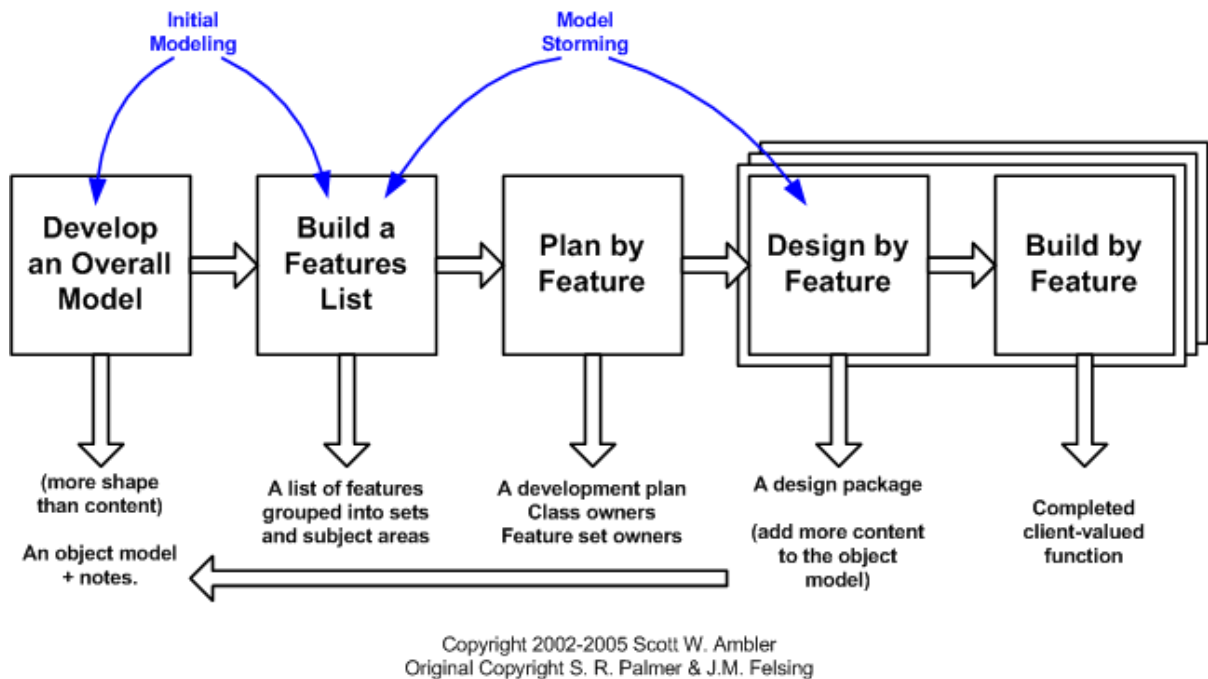 Initial
Modeling
Model
Storming
Develop
an Overall
Model
Build a
Features
List
Plan by
Feature
Design by
Feature
Build by
Feature
(more shape
than content)
An object model
+ notes.
A list of features
grouped into sets
and subject areas
A development plan
Class owners
Feature set owners
A design package
(add more content
to the object
model)
Completed
client-valued
function
Copyright 2002-2005 Scott W. Ambler
Original Copyright S. R. Palmer & J.M. Felsing